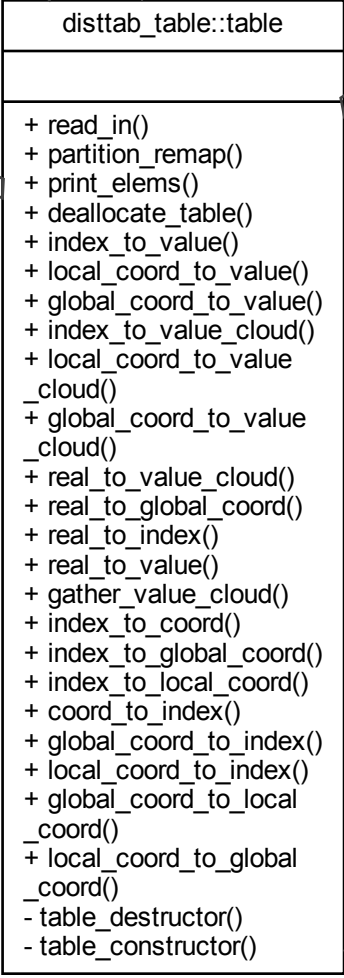 disttab_table::table
+ read_in()
+ partition_remap()
+ print_elems()
+ deallocate_table()
+ index_to_value()
+ local_coord_to_value()
+ global_coord_to_value()
+ index_to_value_cloud()
+ local_coord_to_value
_cloud()
+ global_coord_to_value
_cloud()
+ real_to_value_cloud()
+ real_to_global_coord()
+ real_to_index()
+ real_to_value()
+ gather_value_cloud()
+ index_to_coord()
+ index_to_global_coord()
+ index_to_local_coord()
+ coord_to_index()
+ global_coord_to_index()
+ local_coord_to_index()
+ global_coord_to_local
_coord()
+ local_coord_to_global
_coord()
- table_destructor()
- table_constructor()